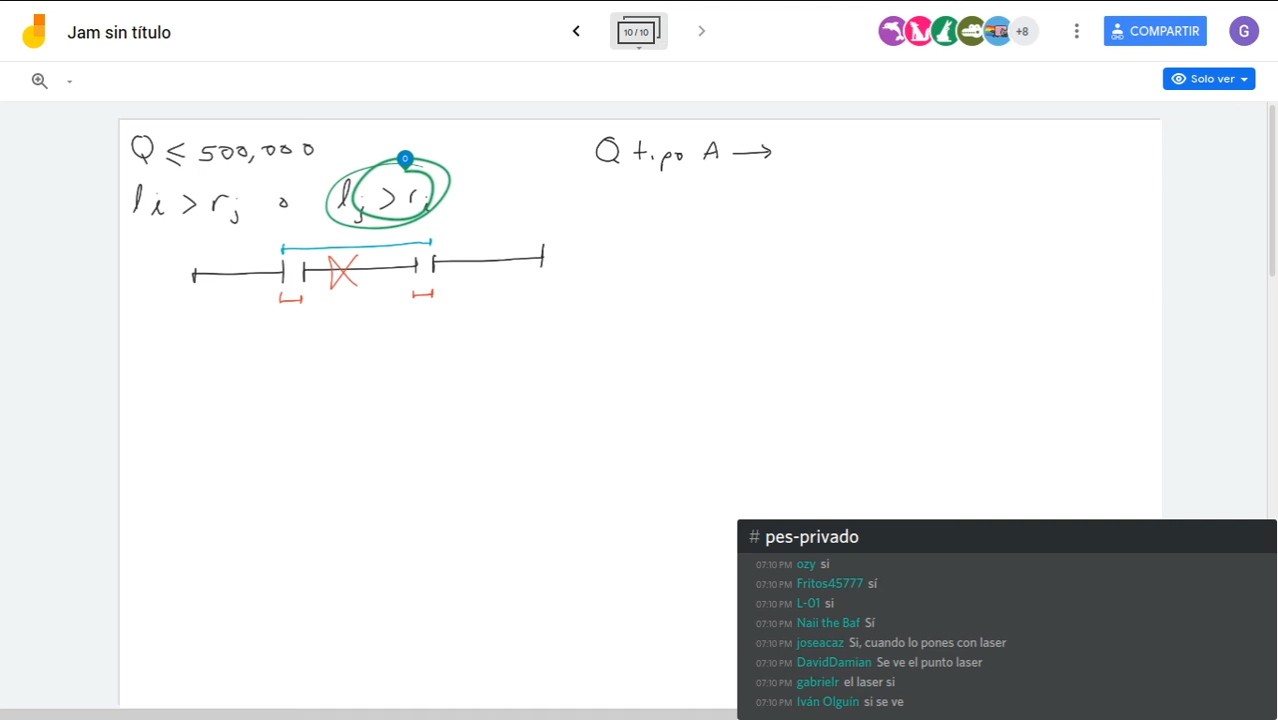 Jam sin título
10 / 10
+8
COMPARTIR
G
Solo ver
Q ≤ 500,000
Q tipo A →
li > rj o lj > ri
# pes-privado
07:10 PM ozy si
07:10 PM Fritos45777 sí
07:10 PM L-01 si
07:10 PM Naii the Baf Sí
07:10 PM joseacaz Si, cuando lo pones con laser
07:10 PM DavidDamian Se ve el punto laser
07:10 PM gabrielr el laser si
07:10 PM Iván Olguín si se ve